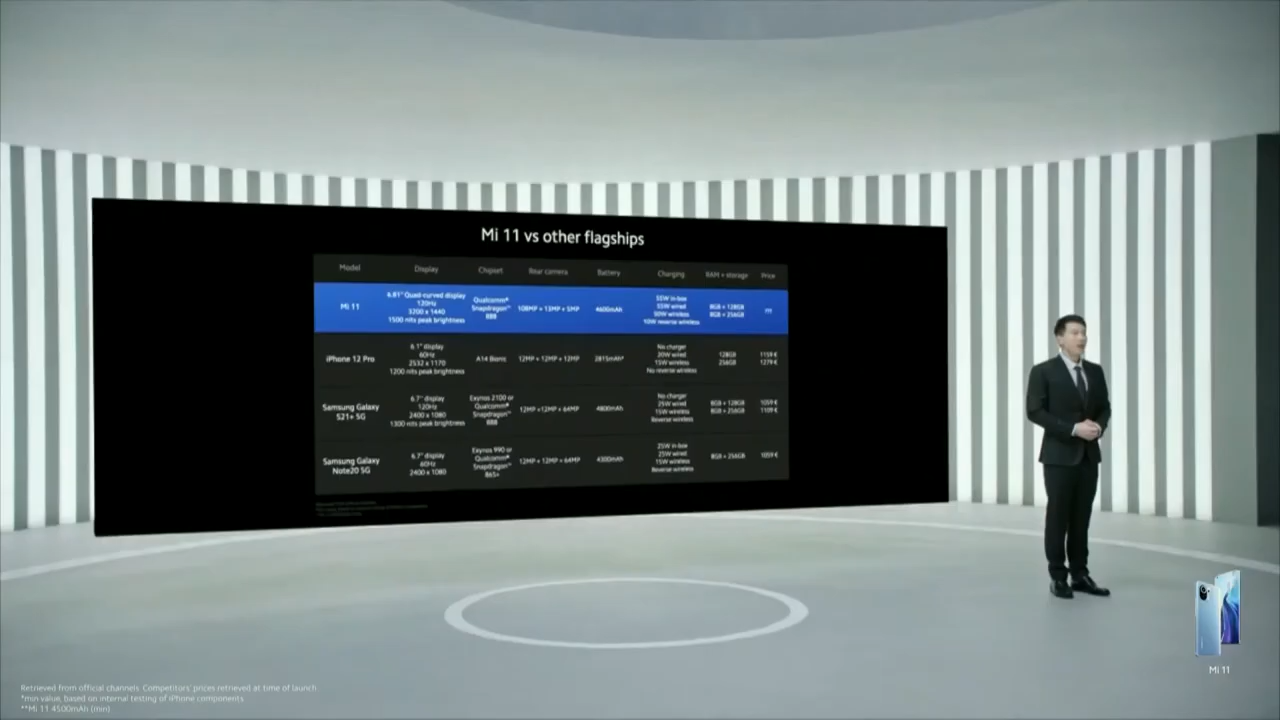 Mi 11 vs other flagships
Model Display Chipset Rear camera Battery Charging RAM + storage Price
Mi 11
6.81" Quad-curved display
120Hz
3200 x 1440
1500 nits peak brightness
Qualcomm®
Snapdragon™
888
108MP + 13MP + 5MP
4600mAh
55W in-box
55W wired
50W wireless
10W reverse wireless
8GB + 128GB
8GB + 256GB
???
iPhone 12 Pro
6.1" display
60Hz
2532 x 1170
1200 nits peak brightness
A14 Bionic
12MP + 12MP + 12MP
2815mAh*
No charger
20W wired
15W wireless
No reverse wireless
128GB
256GB
1159 €
1279 €
Samsung Galaxy
S21+ 5G
6.7" display
120Hz
2400 x 1080
1300 nits peak brightness
Exynos 2100 or
Qualcomm®
Snapdragon™
888
12MP +12MP + 64MP
4800mAh
No charger
25W wired
15W wireless
Reverse wireless
8GB + 128GB
8GB + 256GB
1059 €
1109 €
Samsung Galaxy
Note20 5G
6.7" display
60Hz
2400 x 1080
Exynos 990 or
Qualcomm®
Snapdragon™
865+
12MP + 12MP + 64MP
4300mAh
25W in-box
25W wired
15W wireless
Reverse wireless
8GB + 256GB
1059 €
Mi 11
Retrieved from official channels. Competitors' prices retrieved at time of launch
*min value, based on internal testing of iPhone components
**Mi 11 4500mAh (min)